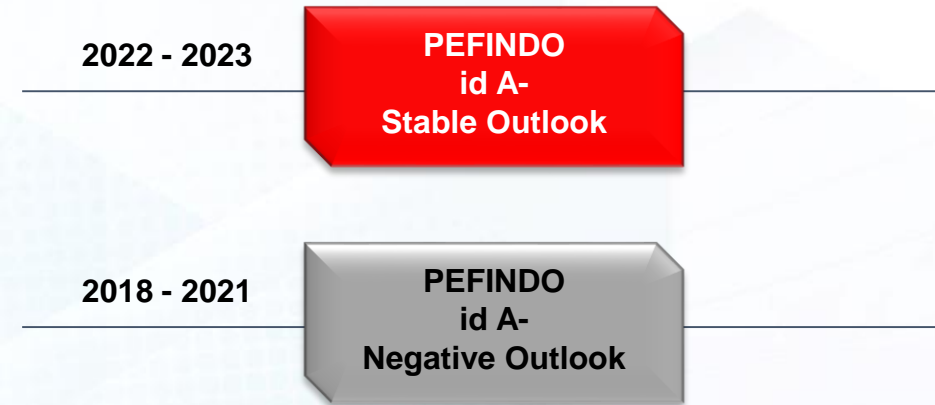 2022 - 2023
PEFINDO
id A-
Stable Outlook
2018 - 2021
PEFINDO
id A-
Negative Outlook